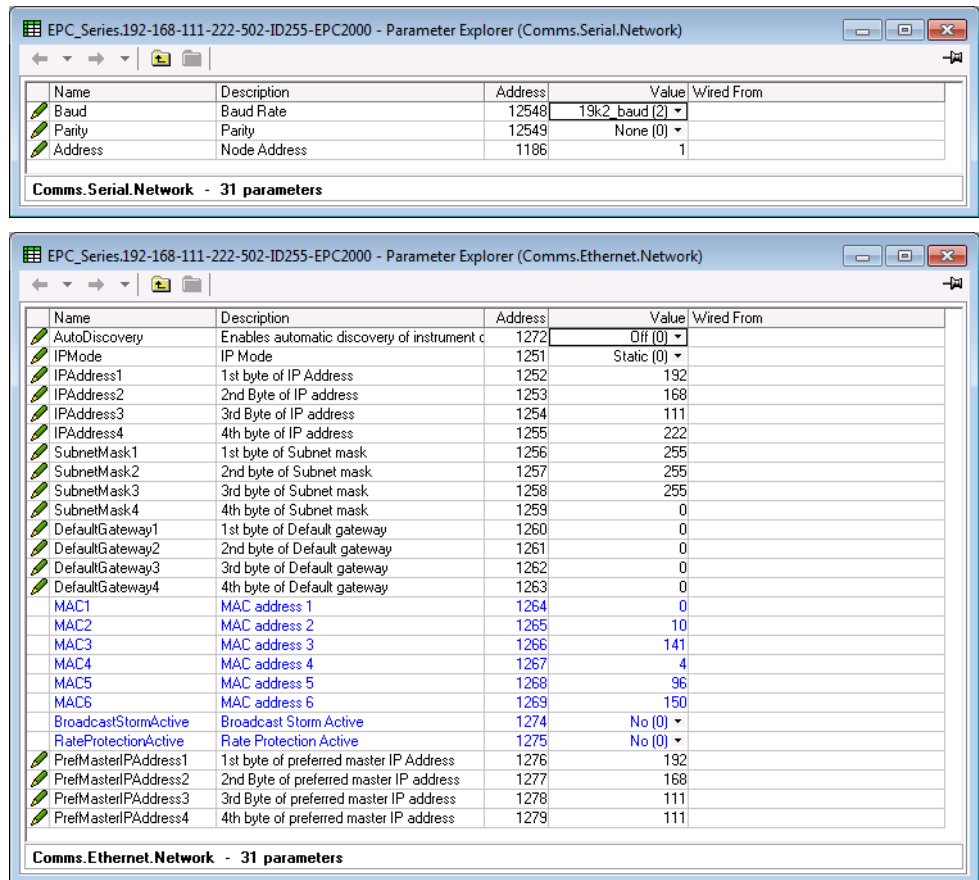 EPC_Series.192-168-111-222-502-ID255-EPC2000 - Parameter Explorer (Comms.Serial.Network)
Name Description Address Value Wired From
Baud Baud Rate 12548 19k2_baud (2)
Parity Parity 12549 None (0)
Address Node Address 1186 1
Comms.Serial.Network - 31 parameters
EPC_Series.192-168-111-222-502-ID255-EPC2000 - Parameter Explorer (Comms.Ethernet.Network)
Name Description Address Value Wired From
AutoDiscovery Enables automatic discovery of instrument c 1272 Off (0)
IPMode IP Mode 1251 Static (0)
IPAddress1 1st byte of IP Address 1252 192
IPAddress2 2nd Byte of IP address 1253 168
IPAddress3 3rd Byte of IP address 1254 111
IPAddress4 4th byte of IP address 1255 222
SubnetMask1 1st byte of Subnet mask 1256 255
SubnetMask2 2nd byte of Subnet mask 1257 255
SubnetMask3 3rd byte of Subnet mask 1258 255
SubnetMask4 4th byte of Subnet mask 1259 0
DefaultGateway1 1st byte of Default gateway 1260 0
DefaultGateway2 2nd byte of Default gateway 1261 0
DefaultGateway3 3rd byte of Default gateway 1262 0
DefaultGateway4 4th byte of Default gateway 1263 0
MAC1 MAC address 1 1264 0
MAC2 MAC address 2 1265 10
MAC3 MAC address 3 1266 141
MAC4 MAC address 4 1267 4
MAC5 MAC address 5 1268 96
MAC6 MAC address 6 1269 150
BroadcastStormActive Broadcast Storm Active 1274 No (0)
RateProtectionActive Rate Protection Active 1275 No (0)
PrefMasterIPAddress1 1st byte of preferred master IP Address 1276 192
PrefMasterIPAddress2 2nd Byte of preferred master IP address 1277 168
PrefMasterIPAddress3 3rd Byte of preferred master IP address 1278 111
PrefMasterIPAddress4 4th byte of preferred master IP address 1279 111
Comms.Ethernet.Network - 31 parameters